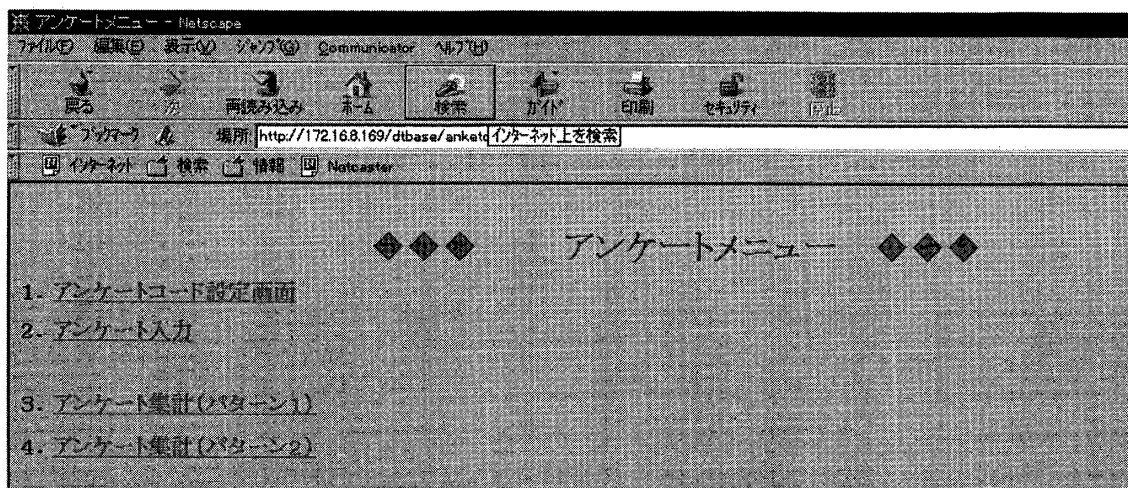 アンケートメニュー - Netscape
ファイル(F) 編集(E) 表示(V) ジャンプ(G) Communicator ヘルプ(H)
戻る 次 再読み込み ホーム 検索 ガイド 印刷 セキュリティ 停止
ブックマーク 場所: http://172.16.8.169/dtbase/ankete インターネット上を検索
インターネット 検索 情報 Netcaster
アンケートメニュー
1. アンケートコード設定画面
2. アンケート入力
3. アンケート集計(パターン1)
4. アンケート集計(パターン2)